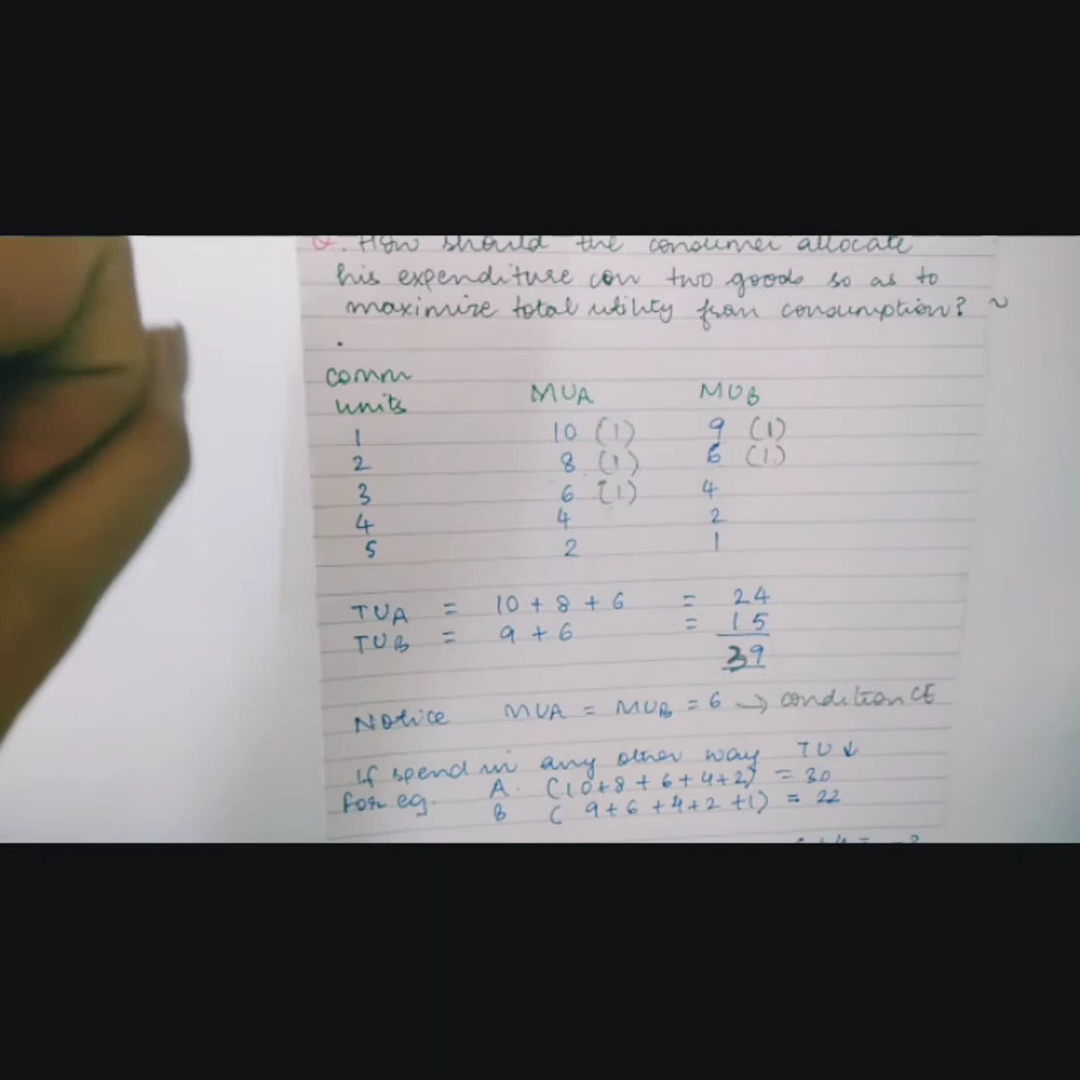 Q. How should the consumer allocate
his expenditure on two goods so as to
maximize total utility from consumption? ~
comm
units MUA MUB
1 10 (1) 9 (1)
2 8 (1) 6 (1)
3 6 (1) 4
4 4 2
5 2 1
TUA = 10 + 8 + 6 = 24
TUB = 9 + 6 = 15
39
Notice MUA = MUB = 6 → condition CE
If spend in any other way TU ↓
For eg. A. (10+8+6+4+2) = 30
B ( 9+6+4+2+1) = 22